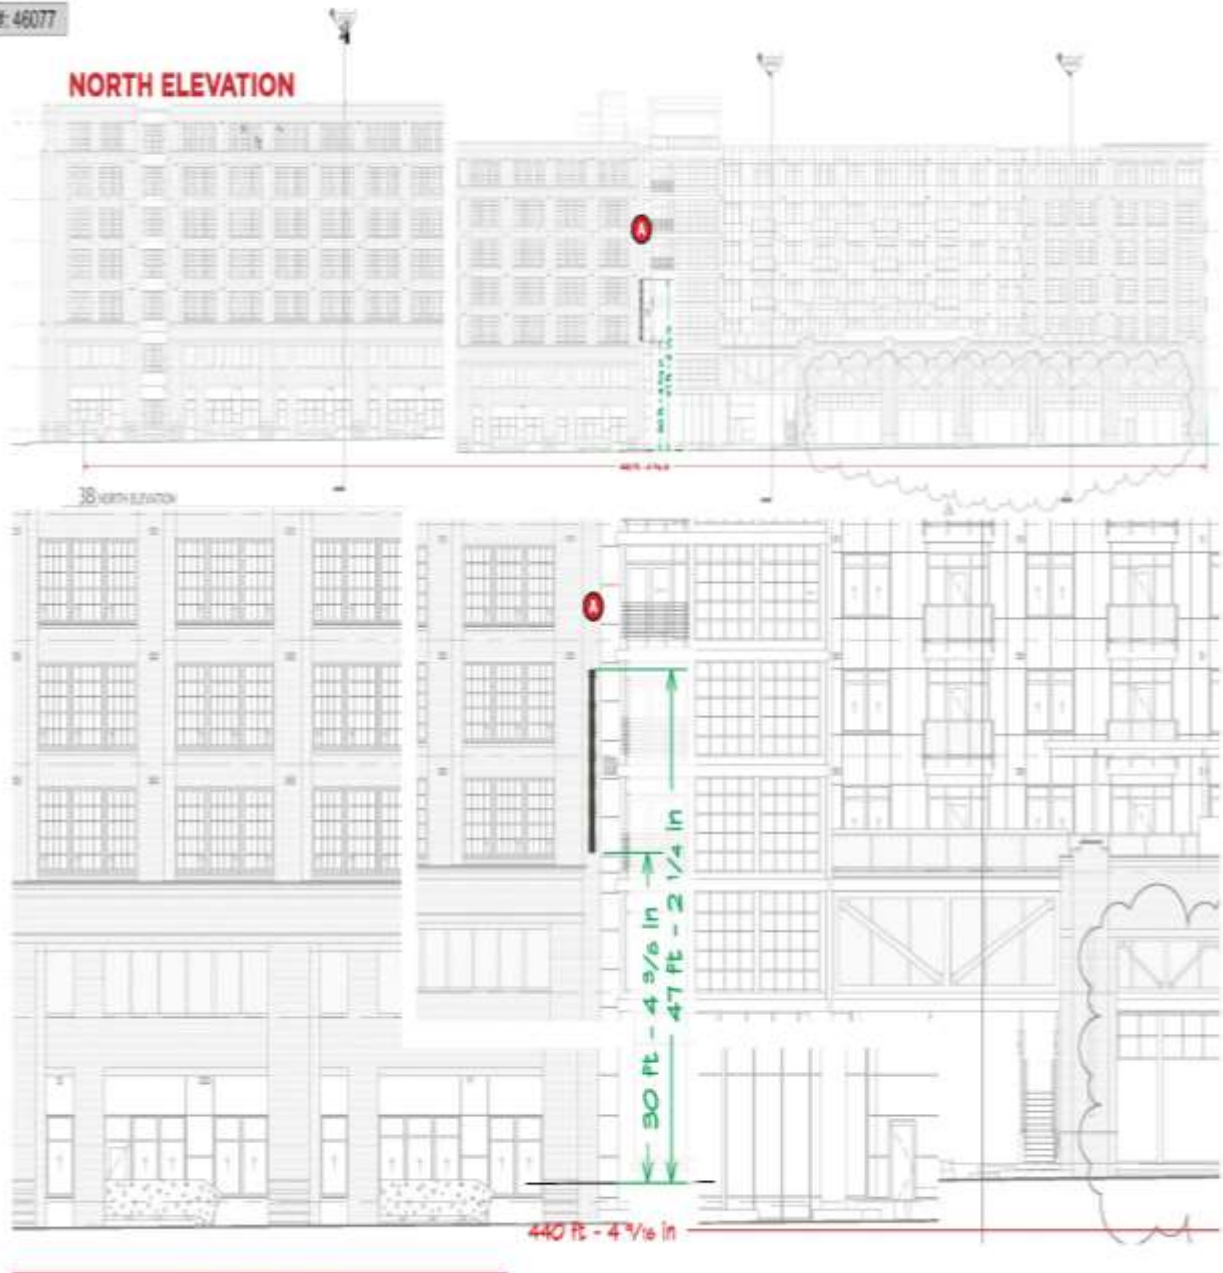 #: 46077
NORTH ELEVATION
A
3B NORTH ELEVATION
A
30 ft - 4 3/8 in
47 ft - 2 1/4 in
440 ft - 4 9/16 in